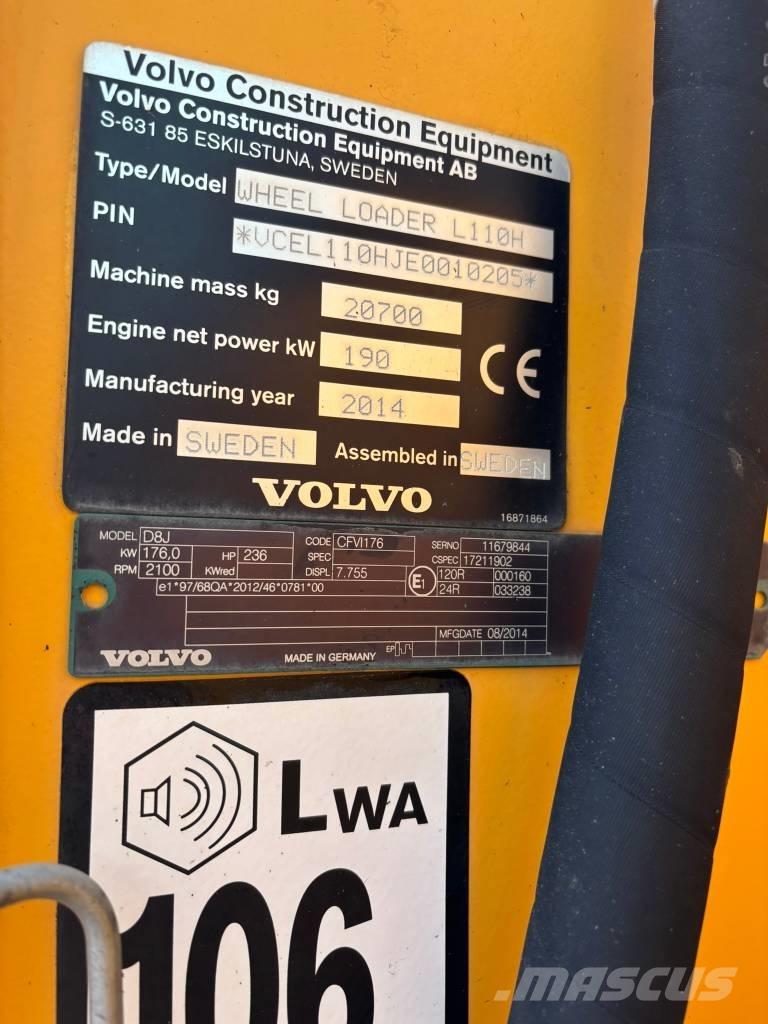 Volvo Construction Equipment
Volvo Construction Equipment AB
S-631 85 ESKILSTUNA, SWEDEN
Type/Model WHEEL LOADER L110H
PIN *VCEL110HJE0010205*
Machine mass kg 20700
Engine net power kW 190
CE
Manufacturing year 2014
Made in SWEDEN Assembled in SWEDEN
VOLVO
16871864
MODEL D8J CODE CFVI176 SERNO 11679844
KW 176,0 HP 236 SPEC CSPEC 17211902
RPM 2100 KWred DISPL 7.755 E1 120R 000160
24R 033238
e1*97/68QA*2012/46*0781*00
MFGDATE 08/2014
VOLVO MADE IN GERMANY EP
LWA
106
MASCUS